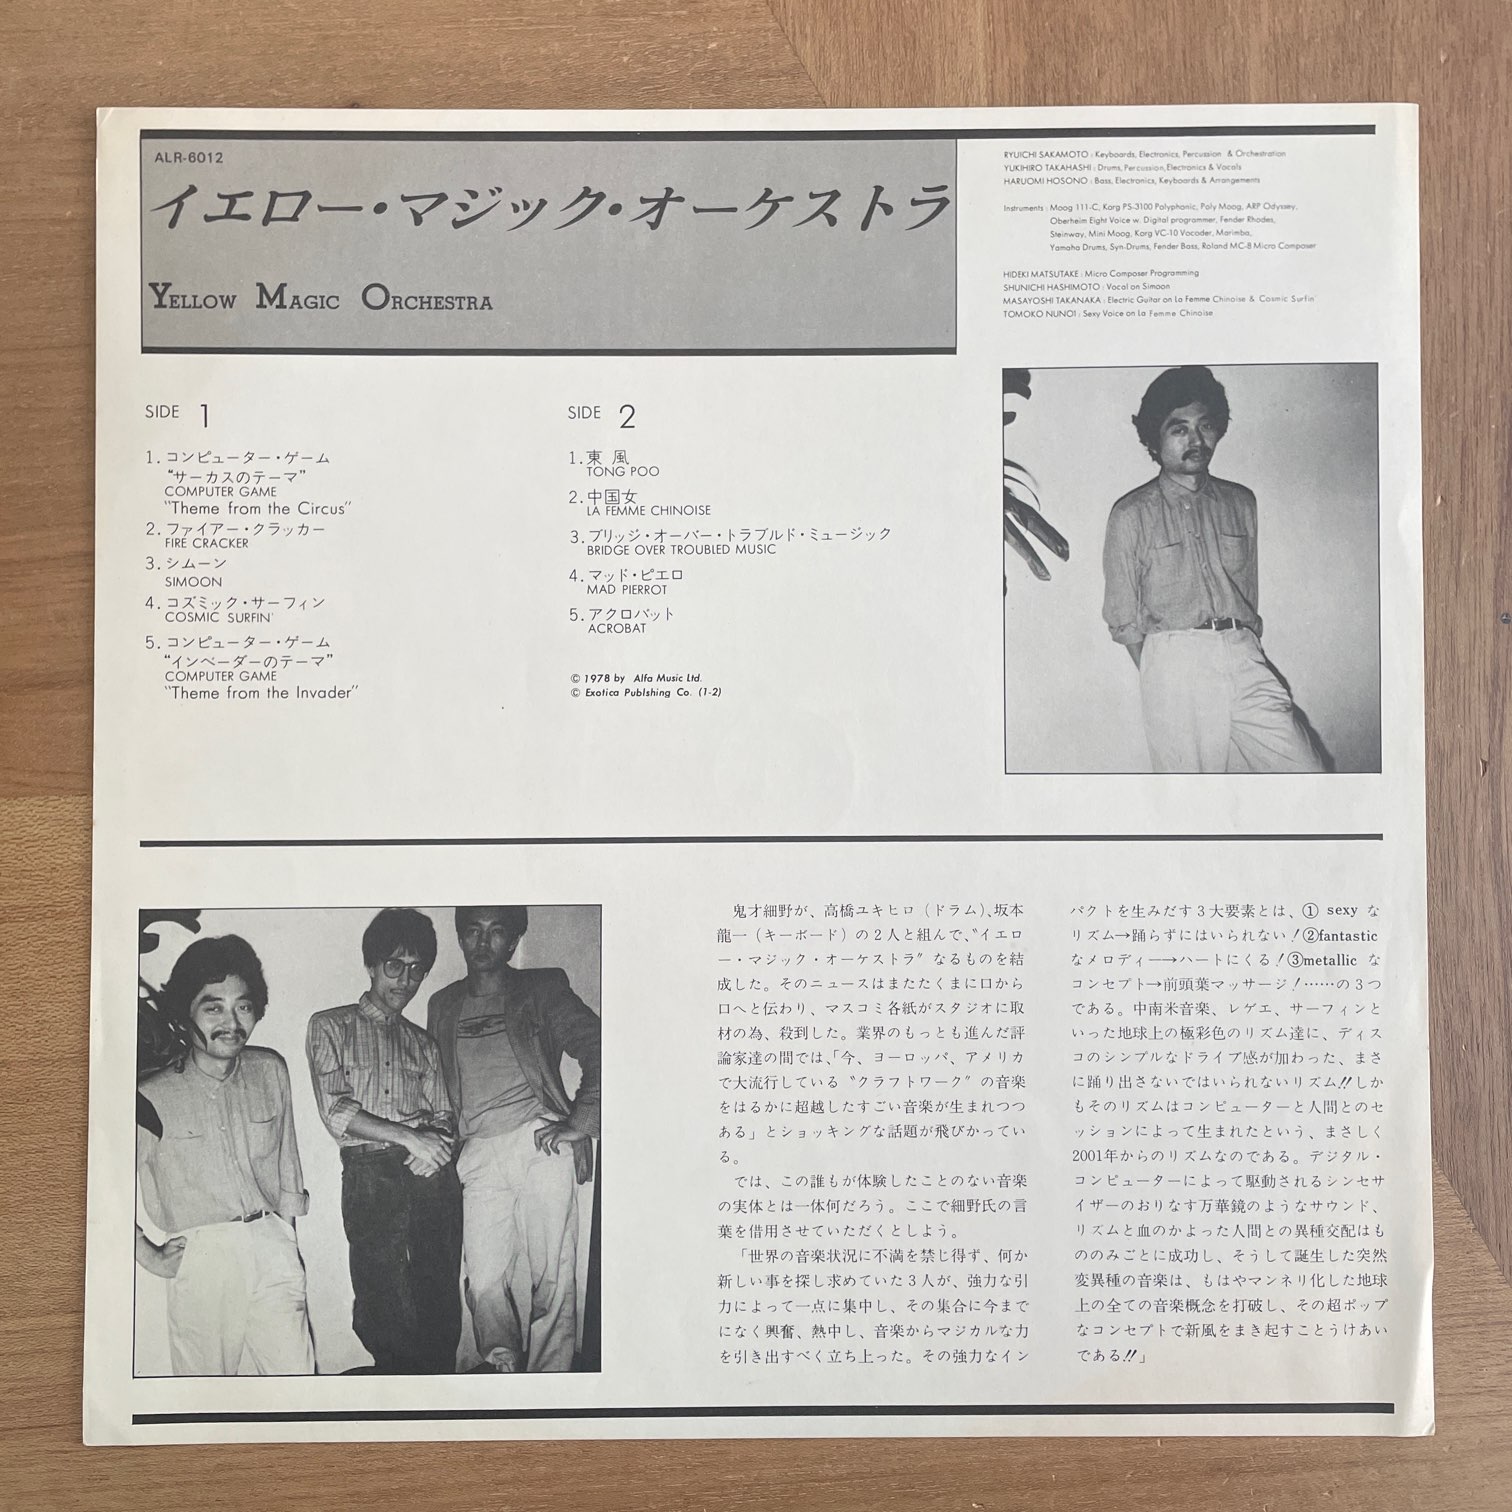 ALR-6012
イエロー・マジック・オーケストラ
YELLOW MAGIC ORCHESTRA
RYUICHI SAKAMOTO : Keyboards, Electronics, Percussion & Orchestration
YUKIHIRO TAKAHASHI : Drums, Percussion, Electronics & Vocals
HARUOMI HOSONO : Bass, Electronics, Keyboards & Arrangements
Instruments : Moog 111-C, Korg PS-3100 Polyphonic, Poly Moog, ARP Odyssey,
Oberheim Eight Voice w. Digital programmer, Fender Rhodes,
Steinway, Mini Moog, Korg VC-10 Vocoder, Marimba,
Yamaha Drums, Syn-Drums, Fender Bass, Roland MC-8 Micro Composer
HIDEKI MATSUTAKE : Micro Composer Programming
SHUNICHI HASHIMOTO : Vocal on Simoon
MASAYOSHI TAKANAKA : Electric Guitar on La Femme Chinoise & Cosmic Surfin'
TOMOKO NUNOI : Sexy Voice on La Femme Chinoise
SIDE 1
1. コンピューター・ゲーム
“サーカスのテーマ”
COMPUTER GAME
“Theme from the Circus”
2. ファイアー・クラッカー
FIRE CRACKER
3. シムーン
SIMOON
4. コズミック・サーフィン
COSMIC SURFIN'
5. コンピューター・ゲーム
“インベーダーのテーマ”
COMPUTER GAME
“Theme from the Invader”
SIDE 2
1. 東風
TONG POO
2. 中国女
LA FEMME CHINOISE
3. ブリッジ・オーバー・トラブルド・ミュージック
BRIDGE OVER TROUBLED MUSIC
4. マッド・ピエロ
MAD PIERROT
5. アクロバット
ACROBAT
© 1978 by Alfa Music Ltd.
© Exotica Publshing Co. (1-2)
鬼才細野が、高橋ユキヒロ（ドラム）、坂本
龍一（キーボード）の２人と組んで、“イエロ
ー・マジック・オーケストラ”なるものを結
成した。そのニュースはまたたくまに口から
口へと伝わり、マスコミ各紙がスタジオに取
材の為、殺到した。業界のもっとも進んだ評
論家達の間では、「今、ヨーロッパ、アメリカ
で大流行している“クラフトワーク”の音楽
をはるかに超越したすごい音楽が生まれつつ
ある」とショッキングな話題が飛びかってい
る。
では、この誰もが体験したことのない音楽
の実体とは一体何だろう。ここで細野氏の言
葉を借用させていただくとしよう。
「世界の音楽状況に不満を禁じ得ず、何か
新しい事を探し求めていた３人が、強力な引
力によって一点に集中し、その集合に今まで
になく興奮、熱中し、音楽からマジカルな力
を引き出すべく立ち上った。その強力なイン
パクトを生みだす３大要素とは、① sexy な
リズム→踊らずにはいられない！②fantastic
なメロディー→ハートにくる！③metallic な
コンセプト→前頭葉マッサージ！……の３つ
である。中南米音楽、レゲエ、サーフィンと
いった地球上の極彩色のリズム達に、ディス
コのシンプルなドライブ感が加わった、まさ
に踊り出さないではいられないリズム!!しか
もそのリズムはコンピューターと人間とのセ
ッションによって生まれたという、まさしく
2001年からのリズムなのである。デジタル・
コンピューターによって駆動されるシンセサ
イザーのおりなす万華鏡のようなサウンド、
リズムと血のかよった人間との異種交配はも
ののみごとに成功し、そうして誕生した突然
変異種の音楽は、もはやマンネリ化した地球
上の全ての音楽概念を打破し、その超ポップ
なコンセプトで新風をまき起すことうけあい
である!!」